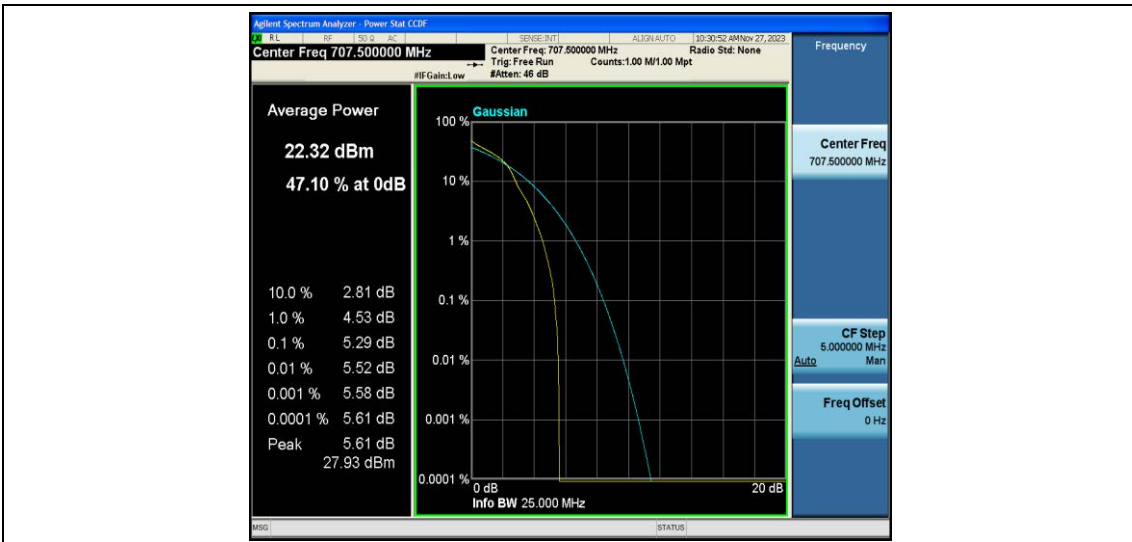 Agilent Spectrum Analyzer - Power Stat CCDF
RL RF 50 Ω AC SENSE:INT ALIGN AUTO 10:30:52 AM Nov 27, 2023
Center Freq 707.500000 MHz
Center Freq: 707.500000 MHz Radio Std: None
Trig: Free Run Counts:1.00 M/1.00 Mpt
#IFGain:Low #Atten: 46 dB
Frequency
Average Power
22.32 dBm
47.10 % at 0dB
10.0 % 2.81 dB
1.0 % 4.53 dB
0.1 % 5.29 dB
0.01 % 5.52 dB
0.001 % 5.58 dB
0.0001 % 5.61 dB
Peak 5.61 dB
27.93 dBm
Gaussian
100 %
10 %
1 %
0.1 %
0.01 %
0.001 %
0.0001 %
0 dB 20 dB
Info BW 25.000 MHz
Center Freq
707.500000 MHz
CF Step
5.000000 MHz
Auto Man
Freq Offset
0 Hz
MSG STATUS